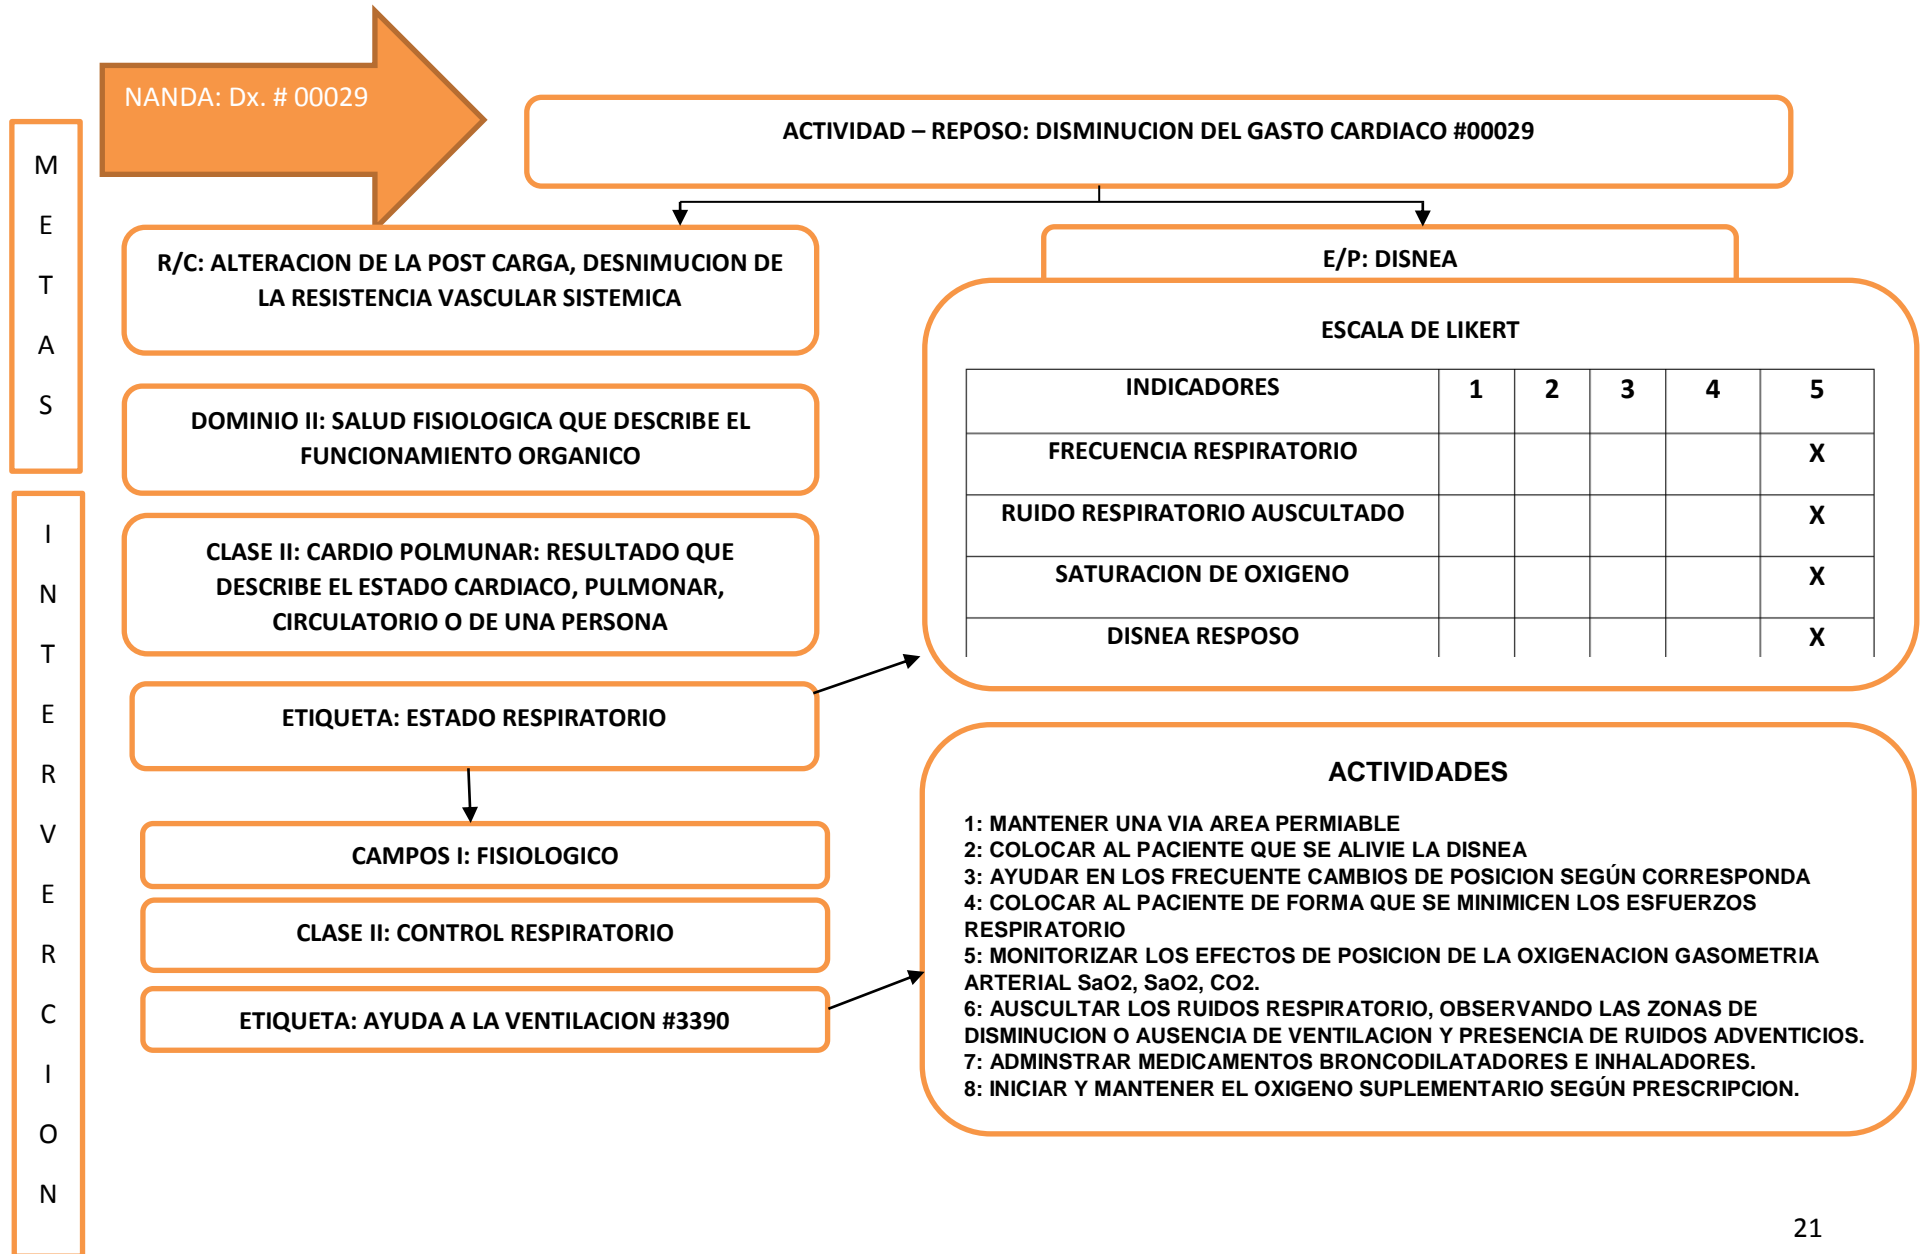 NANDA: Dx. # 00029
ACTIVIDAD – REPOSO: DISMINUCION DEL GASTO CARDIACO #00029
M
E
T
A
S
R/C: ALTERACION DE LA POST CARGA, DESNIMUCION DE
LA RESISTENCIA VASCULAR SISTEMICA
E/P: DISNEA
ESCALA DE LIKERT
INDICADORES 1 2 3 4 5
FRECUENCIA RESPIRATORIO X
RUIDO RESPIRATORIO AUSCULTADO X
SATURACION DE OXIGENO X
DISNEA RESPOSO X
DOMINIO II: SALUD FISIOLOGICA QUE DESCRIBE EL
FUNCIONAMIENTO ORGANICO
CLASE II: CARDIO POLMUNAR: RESULTADO QUE
DESCRIBE EL ESTADO CARDIACO, PULMONAR,
CIRCULATORIO O DE UNA PERSONA
ETIQUETA: ESTADO RESPIRATORIO
I
N
T
E
R
V
E
R
C
I
O
N
CAMPOS I: FISIOLOGICO
CLASE II: CONTROL RESPIRATORIO
ETIQUETA: AYUDA A LA VENTILACION #3390
ACTIVIDADES
1: MANTENER UNA VIA AREA PERMIABLE
2: COLOCAR AL PACIENTE QUE SE ALIVIE LA DISNEA
3: AYUDAR EN LOS FRECUENTE CAMBIOS DE POSICION SEGÚN CORRESPONDA
4: COLOCAR AL PACIENTE DE FORMA QUE SE MINIMICEN LOS ESFUERZOS
RESPIRATORIO
5: MONITORIZAR LOS EFECTOS DE POSICION DE LA OXIGENACION GASOMETRIA
ARTERIAL SaO2, SaO2, CO2.
6: AUSCULTAR LOS RUIDOS RESPIRATORIO, OBSERVANDO LAS ZONAS DE
DISMINUCION O AUSENCIA DE VENTILACION Y PRESENCIA DE RUIDOS ADVENTICIOS.
7: ADMINSTRAR MEDICAMENTOS BRONCODILATADORES E INHALADORES.
8: INICIAR Y MANTENER EL OXIGENO SUPLEMENTARIO SEGÚN PRESCRIPCION.
21